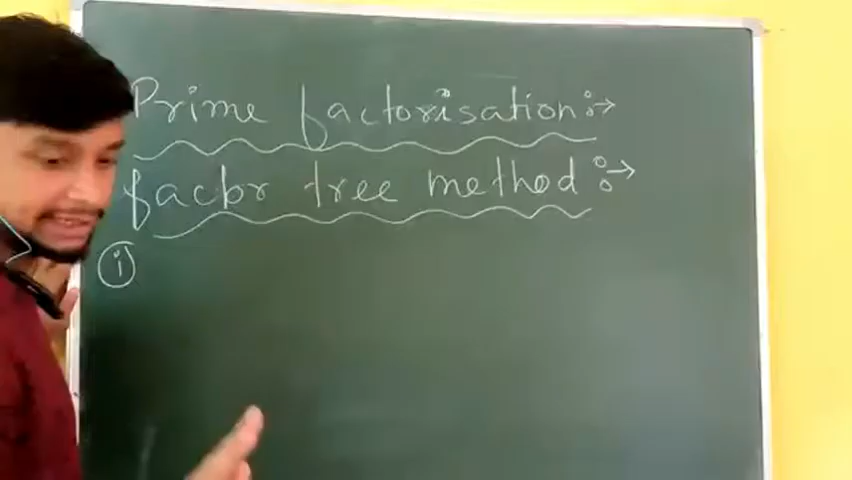 Prime factorisation :→
factor tree method :→
(i)